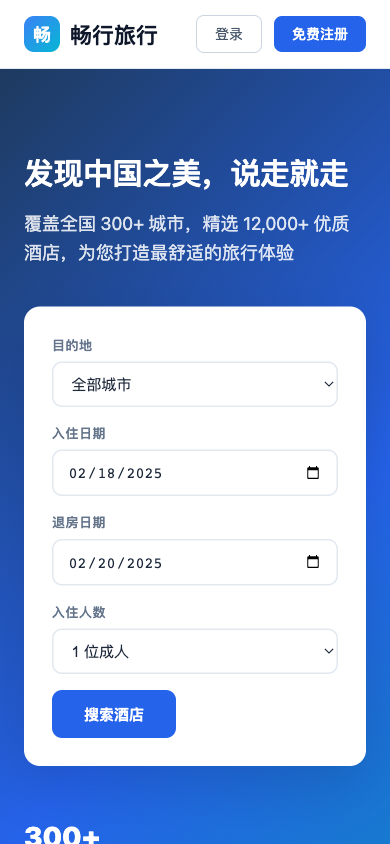 畅 畅行旅行 登录 免费注册
发现中国之美，说走就走
覆盖全国 300+ 城市，精选 12,000+ 优质
酒店，为您打造最舒适的旅行体验
目的地
全部城市
入住日期
02/18/2025
退房日期
02/20/2025
入住人数
1 位成人
搜索酒店
300+